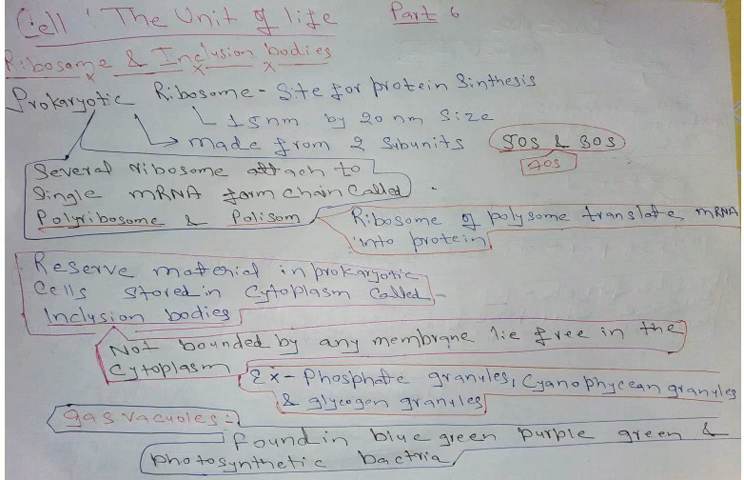 Cell : The Unit of life Part 6
Ribosome & Inclusion bodies
Prokaryotic Ribosome - Site for protein Sinthesis
15nm by 20nm Size
made from 2 Subunits 50S & 30S
70S
Several ribosome attach to
Single mRNA form chain called
Polyribosome & Polisom
Ribosome of polysome translate mRNA
into protein
Reserve material in prokaryotic
Cells stored in Cytoplasm Called -
Inclusion bodies
Not bounded by any membrane lie free in the
Cytoplasm
Ex - Phosphate granules, Cyanophycean granules
& glycogen granules
gas vacuoles :-
found in blue green purple green &
photosynthetic bactria